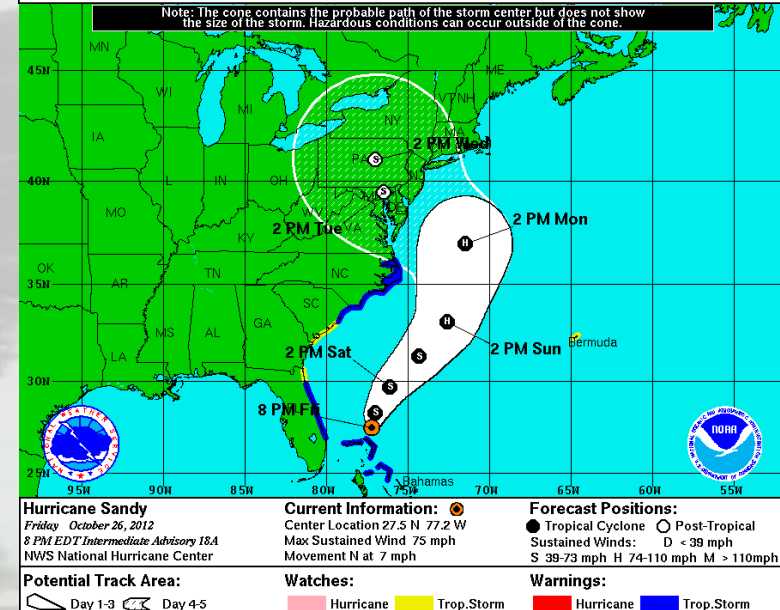 Note: The cone contains the probable path of the storm center but does not show
the size of the storm. Hazardous conditions can occur outside of the cone.
MN
45N
ME
WI
VT NH
MI
NY
MA
IA
2 PM Wed
PA
40N
IN
OH
NJ
DE
MO
WV
VA
2 PM Mon
2 PM Tue
KY
OK
35N
TN
NC
AR
SC
MS
AL
GA
2 PM Sat
2 PM Sun
Bermuda
LA
30N
8 PM Fri
NATIONAL WEATHER SERVICE
NOAA
25N
95W
90W
85W
80W
75W
70W
65W
60W
Bahamas
S
S
H
H
S
S
S
Hurricane Sandy
Friday October 26, 2012
8 PM EDT Intermediate Advisory 18A
NWS National Hurricane Center
Current Information:
Center Location 27.5 N 77.2 W
Max Sustained Wind 75 mph
Movement N at 7 mph
Forecast Positions:
Tropical Cyclone Post-Tropical
Sustained Winds: D < 39 mph
S 39-73 mph H 74-110 mph M > 110mph
Potential Track Area:
Day 1-3 Day 4-5
Watches:
Hurricane Trop.Storm
Warnings:
Hurricane Trop.Storm